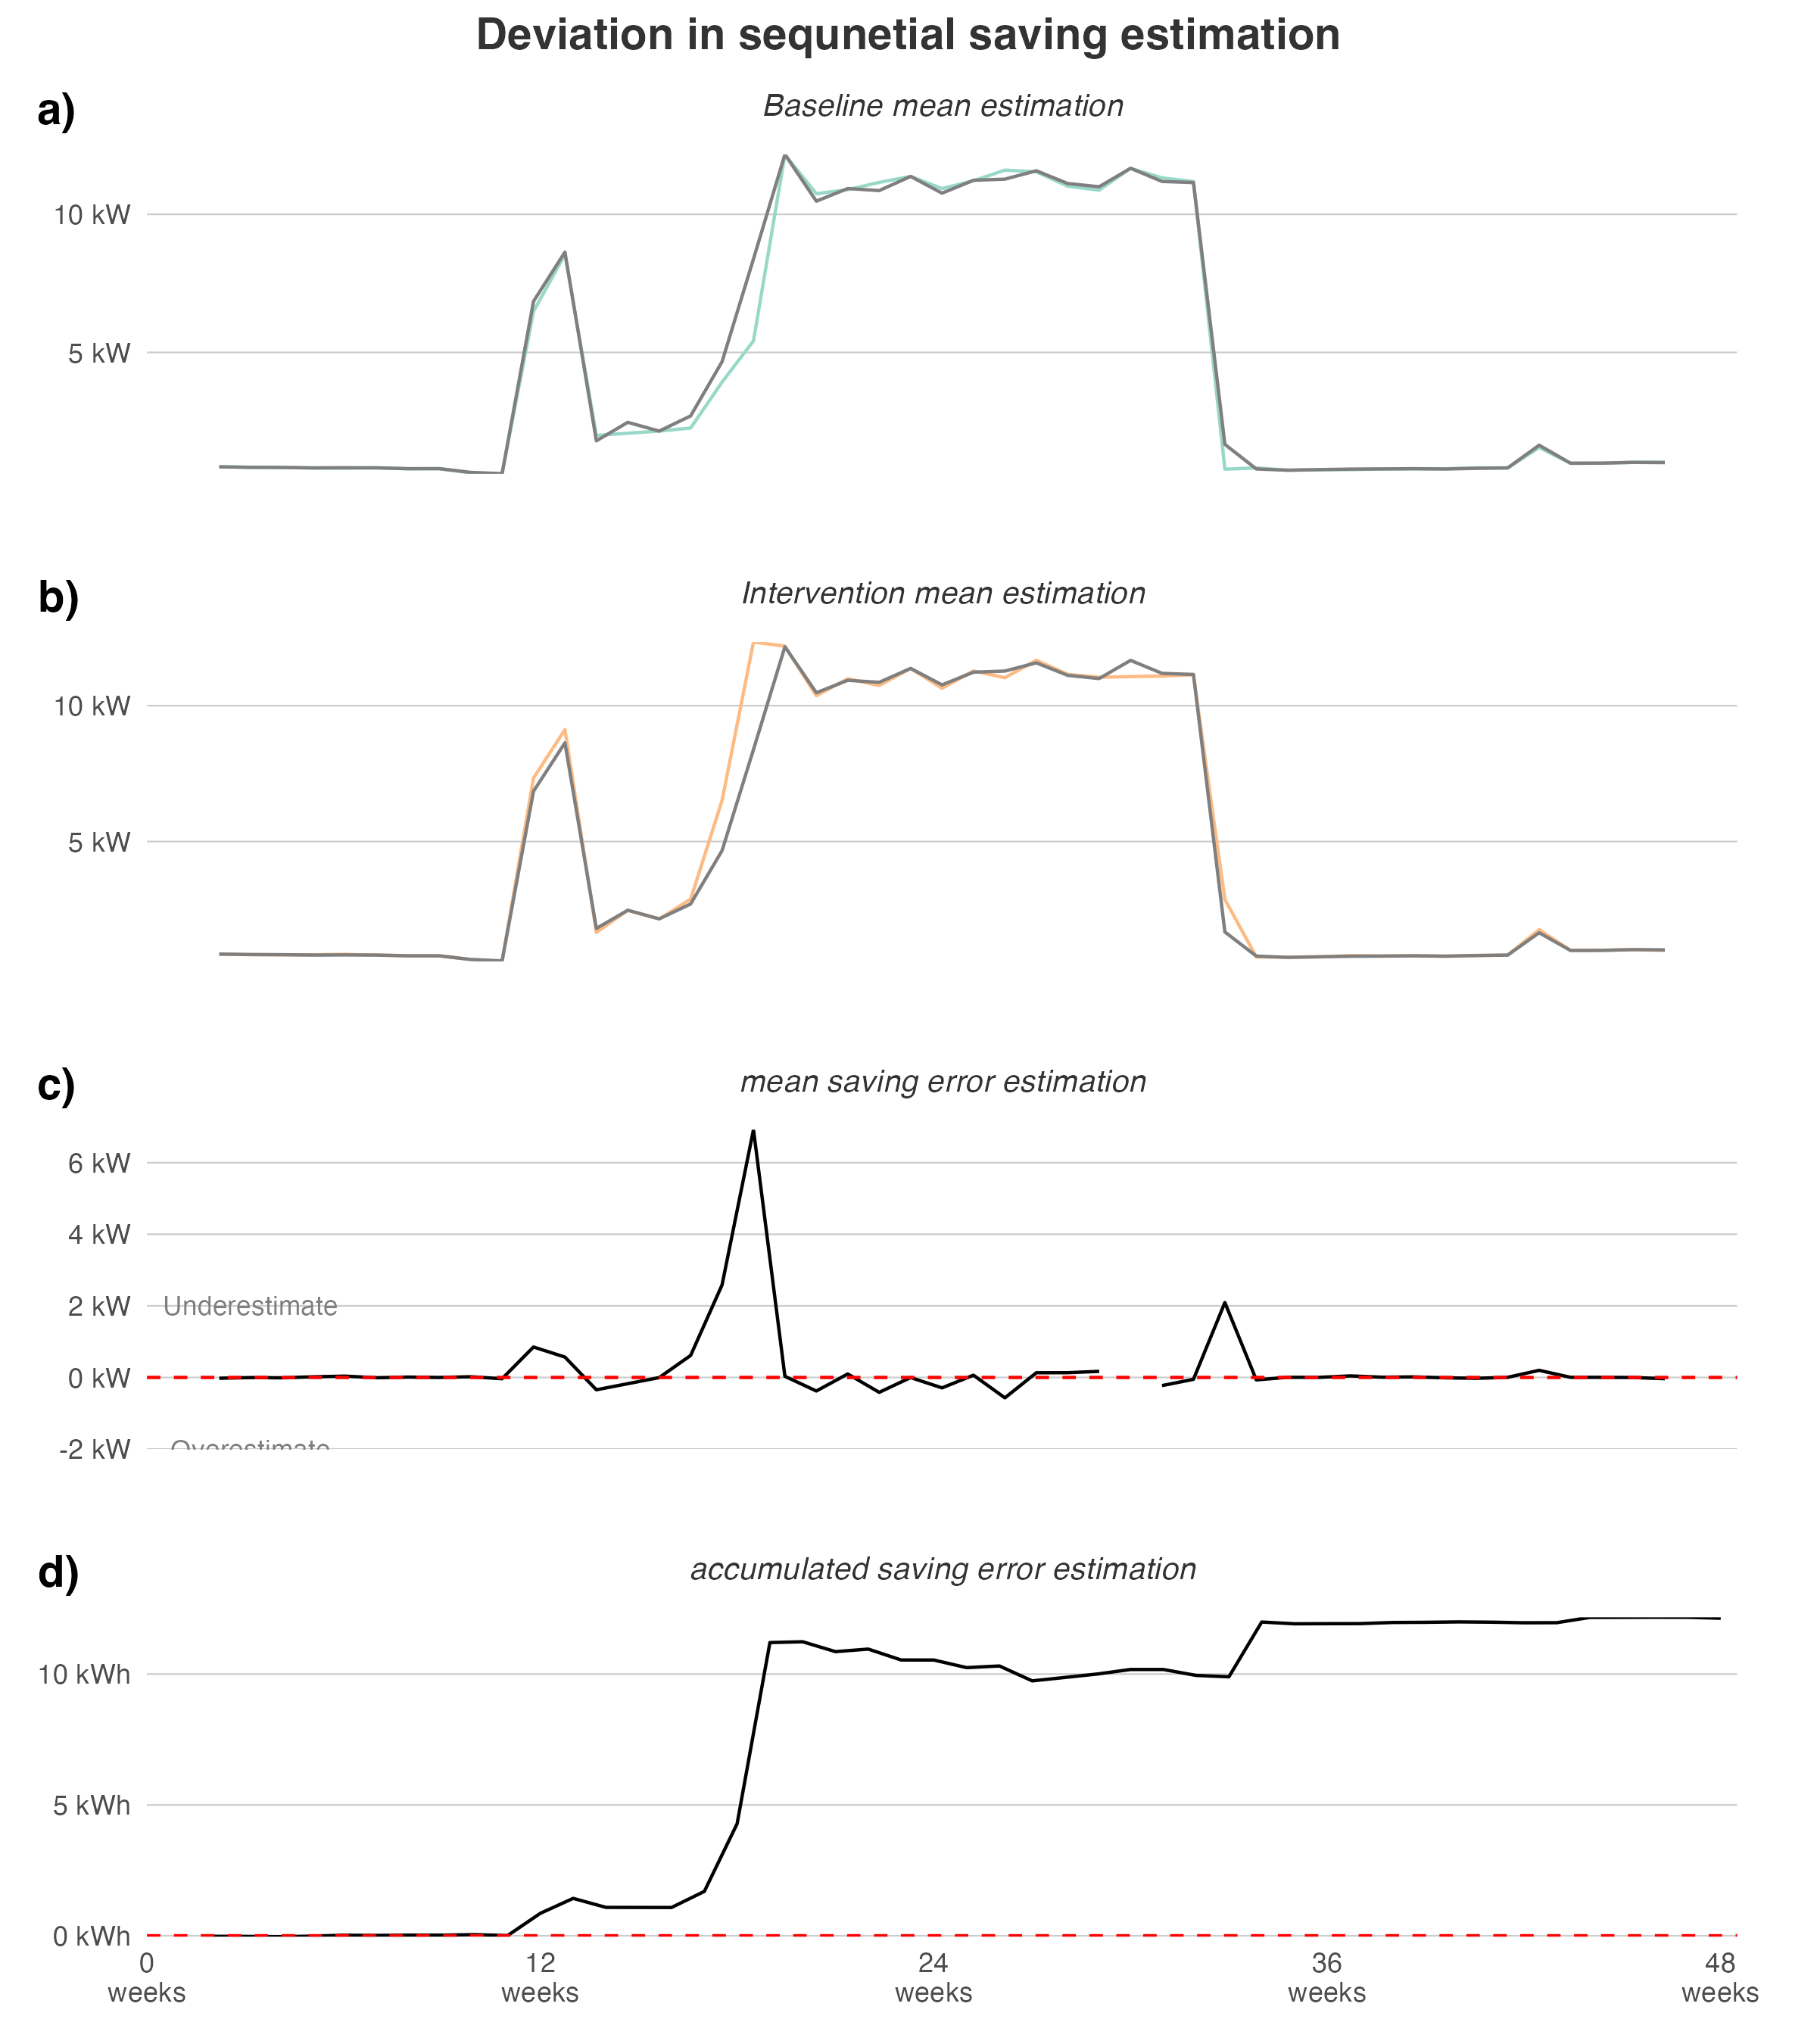 Deviation in sequnetial saving estimation
a)
Baseline mean estimation
10 kW
5 kW
b)
Intervention mean estimation
10 kW
5 kW
c)
mean saving error estimation
6 kW
4 kW
2 kW
Underestimate
0 kW
-2 kW
Overestimate
d)
accumulated saving error estimation
10 kWh
5 kWh
0 kWh
0 12 24 36 48
weeks weeks weeks weeks weeks